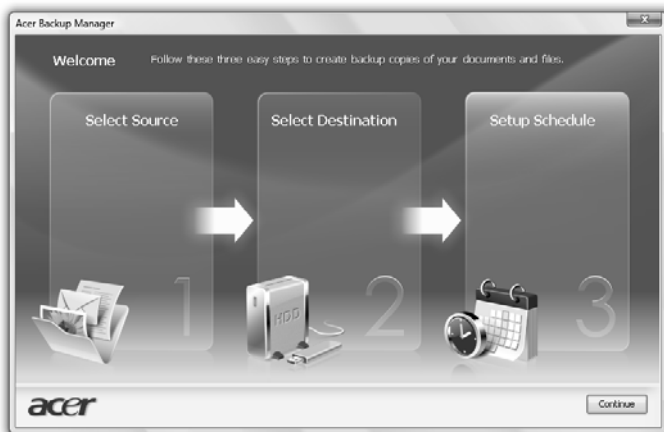 Acer Backup Manager
x
Welcome
Follow these three easy steps to create backup copies of your documents and files.
Select Source
Select Destination
Setup Schedule
1
HDD
2
3
acer
Continue